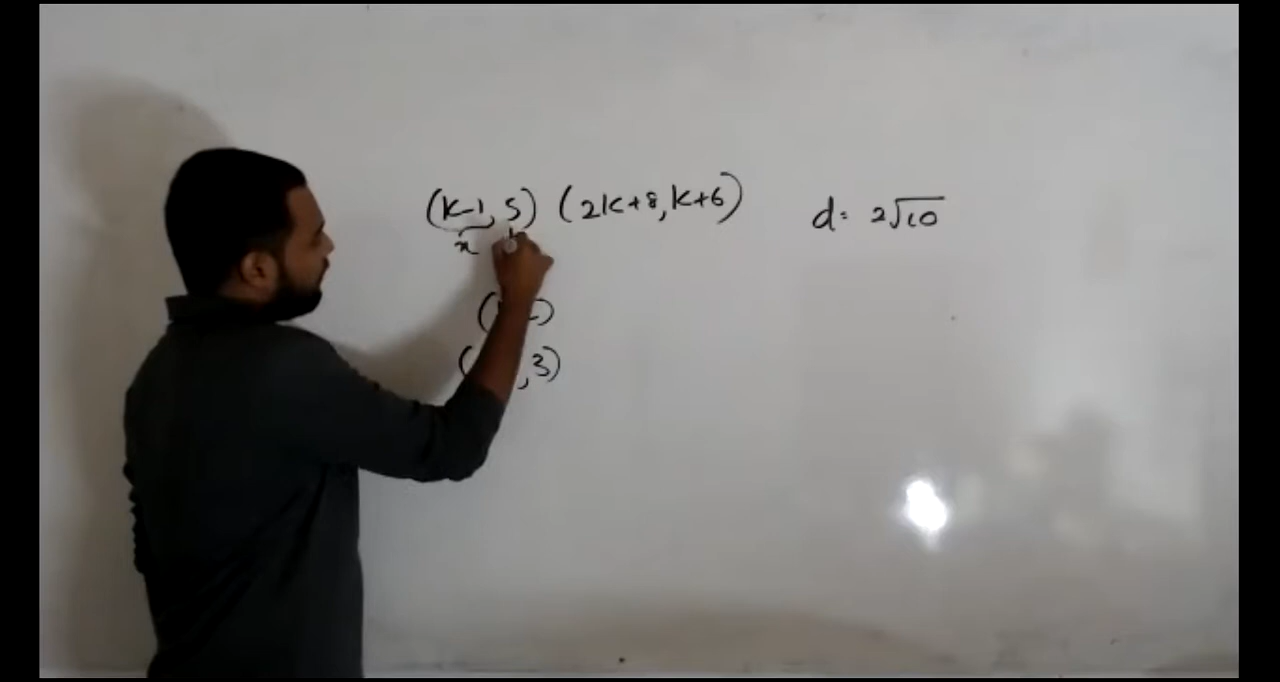 (k-1, 5) (2k+8, k+6) d= 2√10
x
(
( , 3)